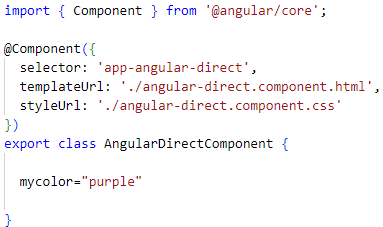 import { Component } from '@angular/core';
@Component({
selector: 'app-angular-direct',
templateUrl: './angular-direct.component.html',
styleUrl: './angular-direct.component.css'
})
export class AngularDirectComponent {
mycolor="purple"
}